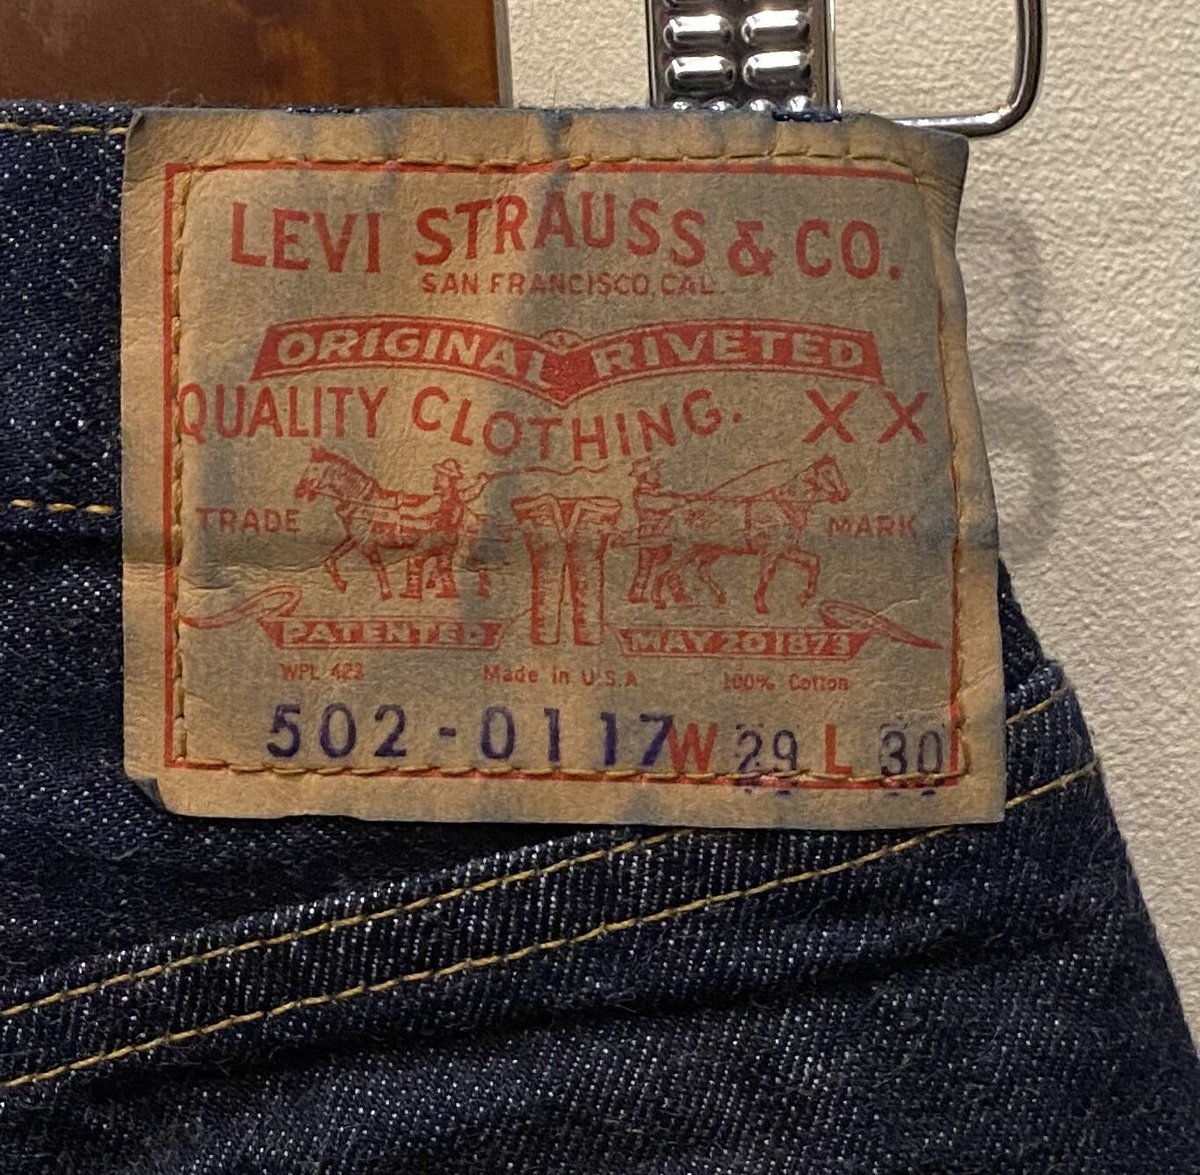 LEVI STRAUSS & CO.
SAN FRANCISCO, CAL.
ORIGINAL RIVETED
QUALITY CLOTHING. XX
TRADE MARK
PATENTED MAY 20 1873
WPL 423 Made in U.S.A 100% Cotton
502-0117 W 29 L 30